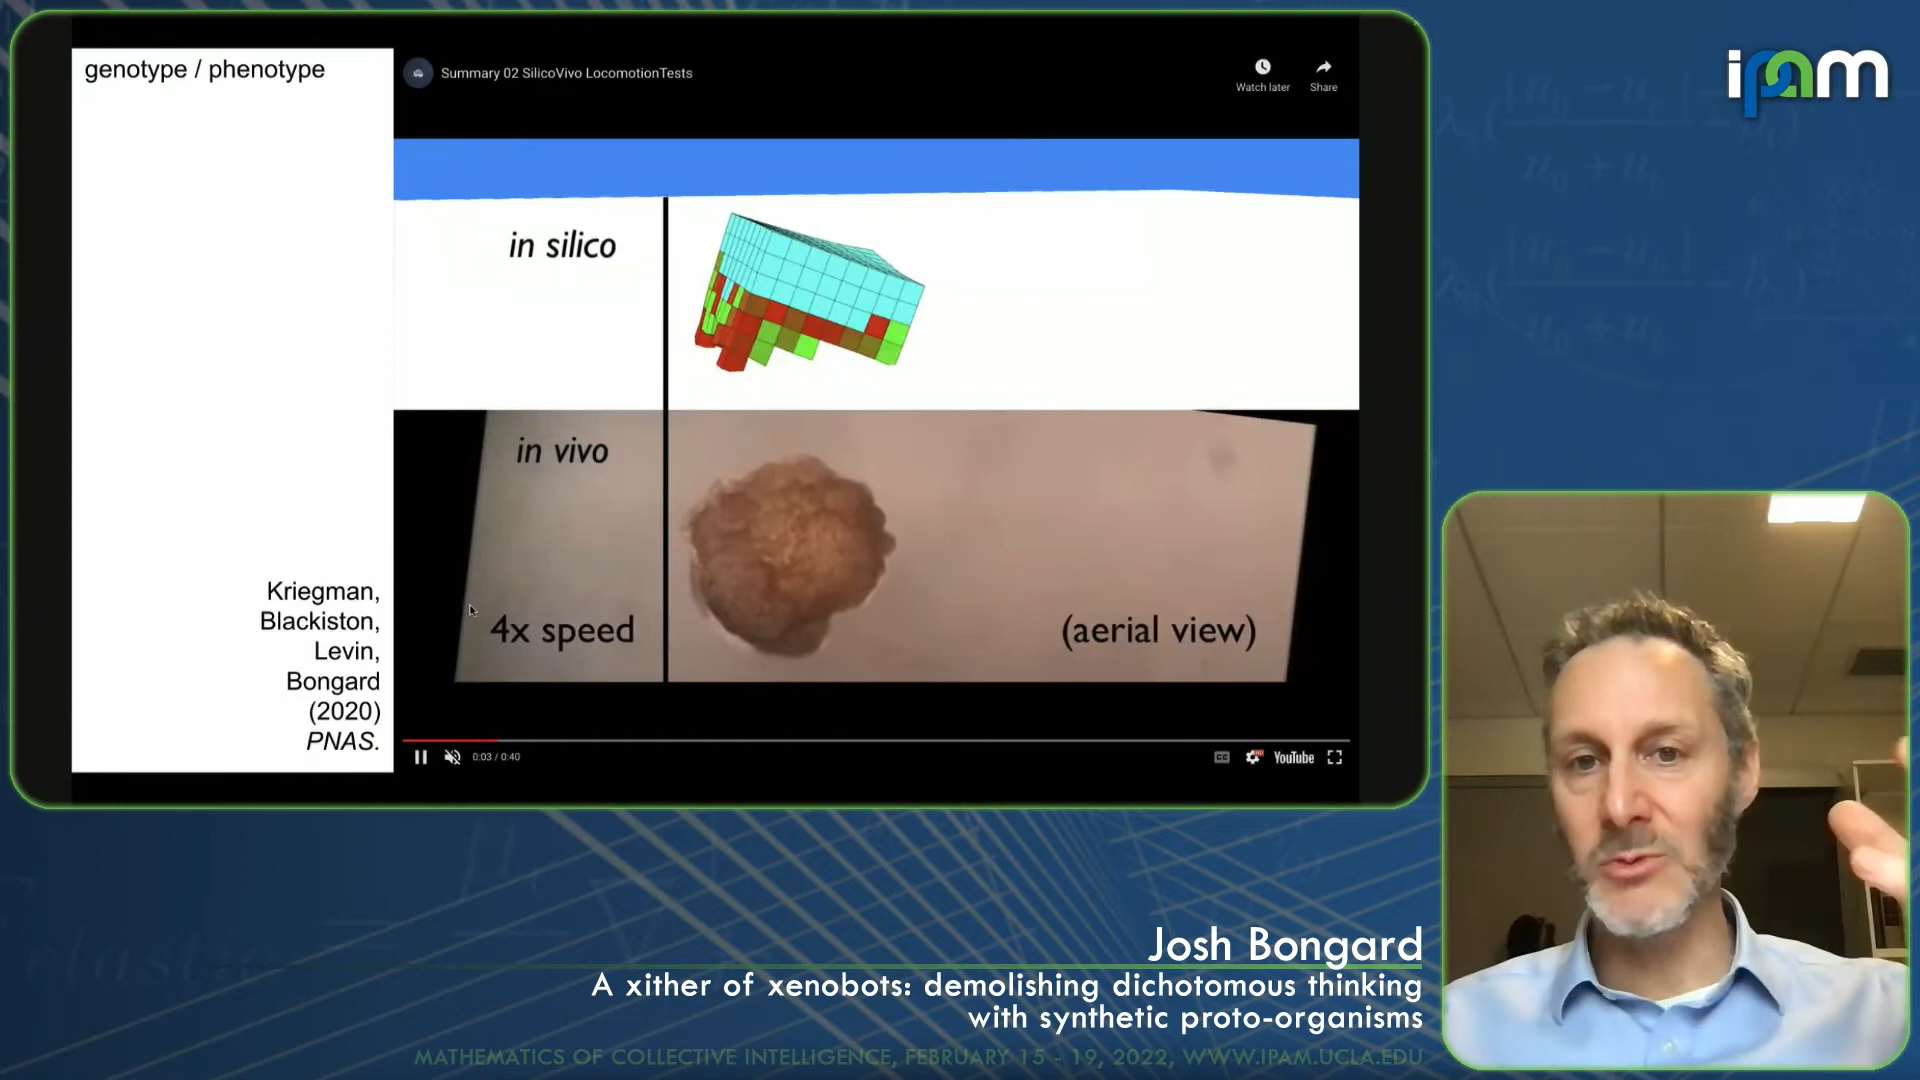 genotype / phenotype
Summary 02 SilicoVivo LocomotionTests
Watch later
Share
ipam
in silico
in vivo
4x speed
(aerial view)
Kriegman,
Blackiston,
Levin,
Bongard
(2020)
PNAS.
0:03 / 0:40
CC
HD
YouTube
Josh Bongard
A xither of xenobots: demolishing dichotomous thinking
with synthetic proto-organisms
MATHEMATICS OF COLLECTIVE INTELLIGENCE, FEBRUARY 15 - 19, 2022, WWW.IPAM.UCLA.EDU